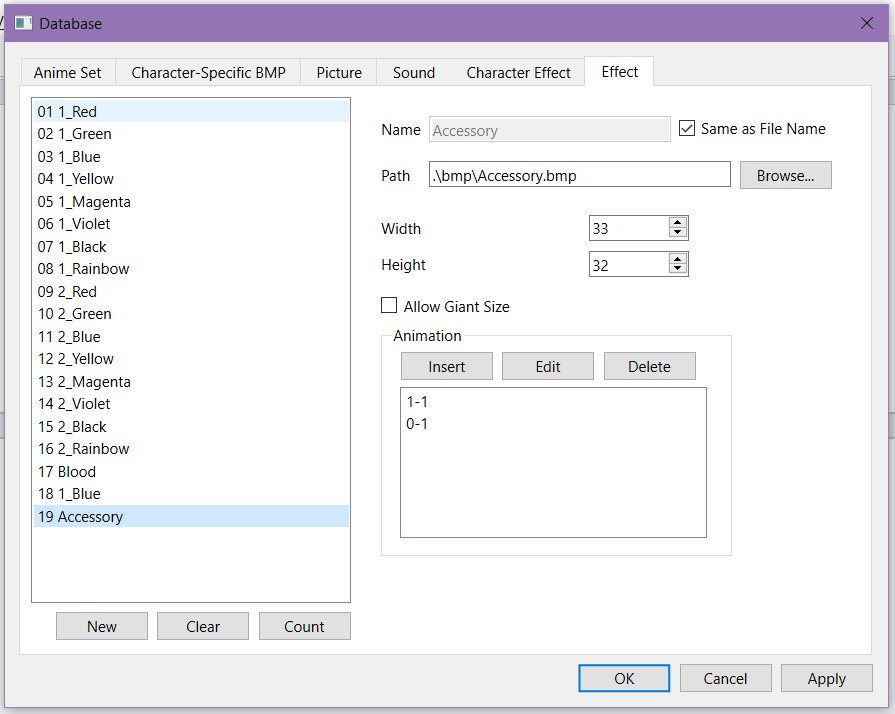 Database
Anime Set Character-Specific BMP Picture Sound Character Effect Effect
01 1_Red
02 1_Green
03 1_Blue
04 1_Yellow
05 1_Magenta
06 1_Violet
07 1_Black
08 1_Rainbow
09 2_Red
10 2_Green
11 2_Blue
12 2_Yellow
13 2_Magenta
14 2_Violet
15 2_Black
16 2_Rainbow
17 Blood
18 1_Blue
19 Accessory
New Clear Count
Name Accessory Same as File Name
Path .\bmp\Accessory.bmp Browse...
Width 33
Height 32
Allow Giant Size
Animation
Insert Edit Delete
1-1
0-1
OK Cancel Apply